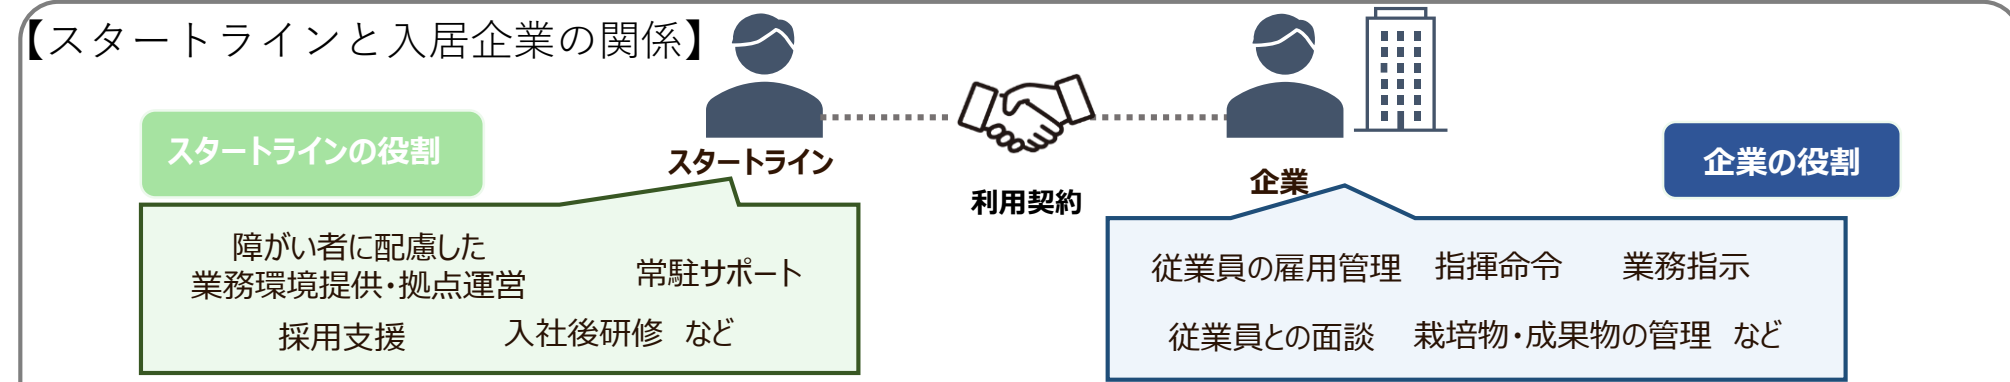 【スタートラインと入居企業の関係】
スタートラインの役割
スタートライン
利用契約
企業
企業の役割
障がい者に配慮した
業務環境提供・拠点運営
常駐サポート
採用支援
入社後研修 など
従業員の雇用管理
指揮命令
業務指示
従業員との面談
栽培物・成果物の管理 など